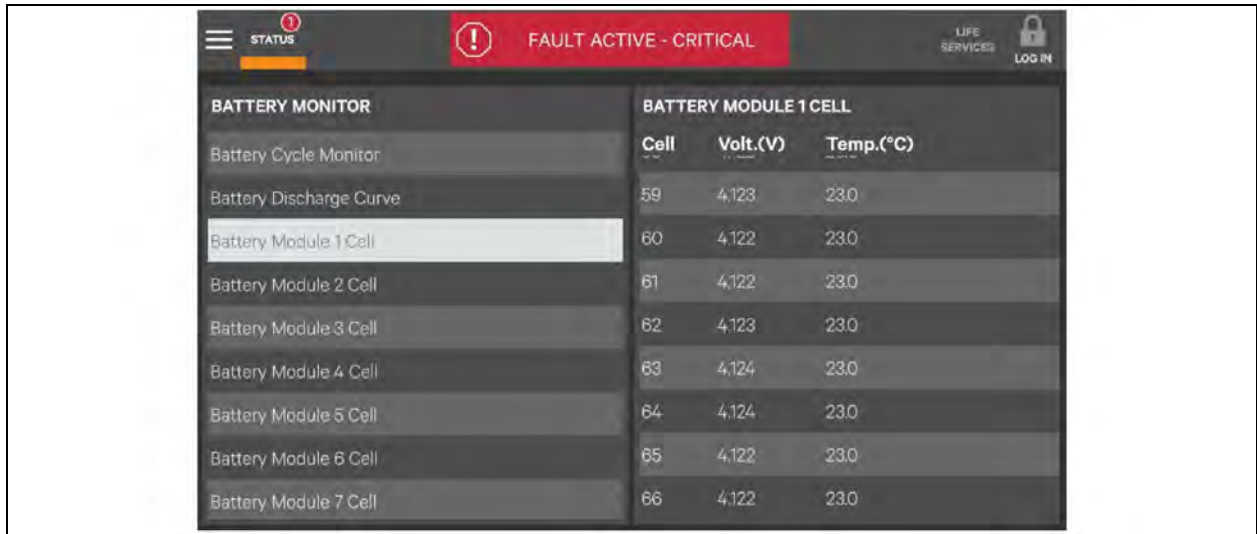 1
STATUS
FAULT ACTIVE - CRITICAL
LIFE
SERVICES
LOG IN
BATTERY MONITOR
Battery Cycle Monitor
Battery Discharge Curve
Battery Module 1 Cell
Battery Module 2 Cell
Battery Module 3 Cell
Battery Module 4 Cell
Battery Module 5 Cell
Battery Module 6 Cell
Battery Module 7 Cell
BATTERY MODULE 1 CELL
Cell Volt.(V) Temp.(°C)
59 4.123 23.0
60 4.122 23.0
61 4.122 23.0
62 4.123 23.0
63 4.124 23.0
64 4.124 23.0
65 4.122 23.0
66 4.122 23.0